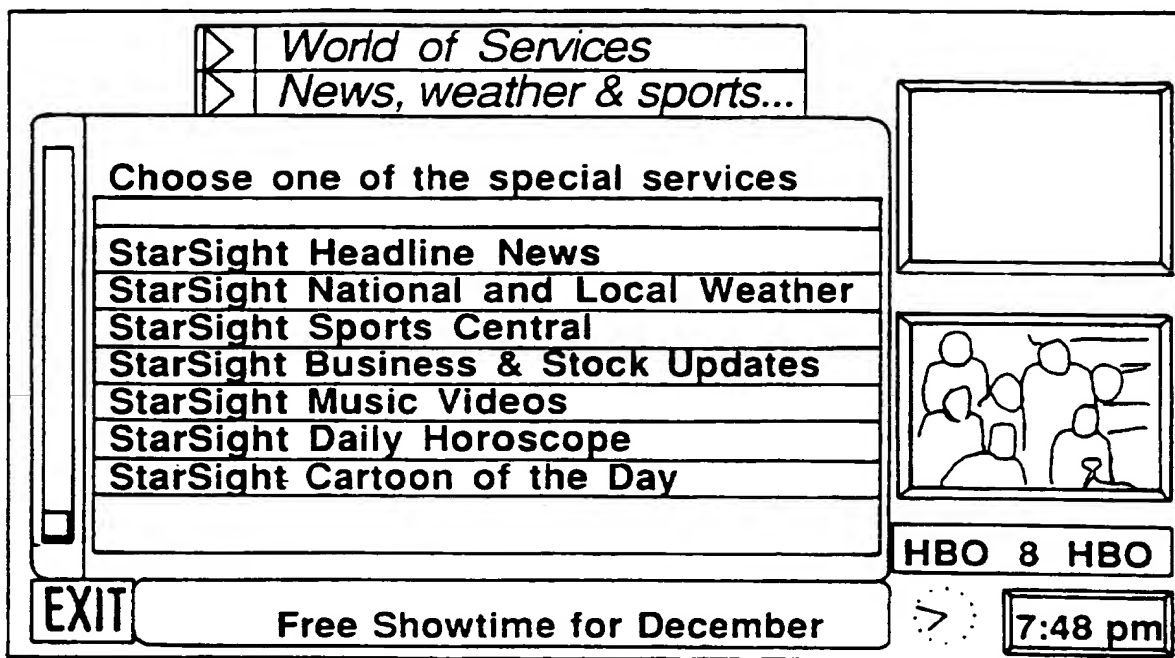 World of Services
News, weather & sports...
Choose one of the special services
StarSight Headline News
StarSight National and Local Weather
StarSight Sports Central
StarSight Business & Stock Updates
StarSight Music Videos
StarSight Daily Horoscope
StarSight Cartoon of the Day
HBO 8 HBO
EXIT
Free Showtime for December
7:48 pm